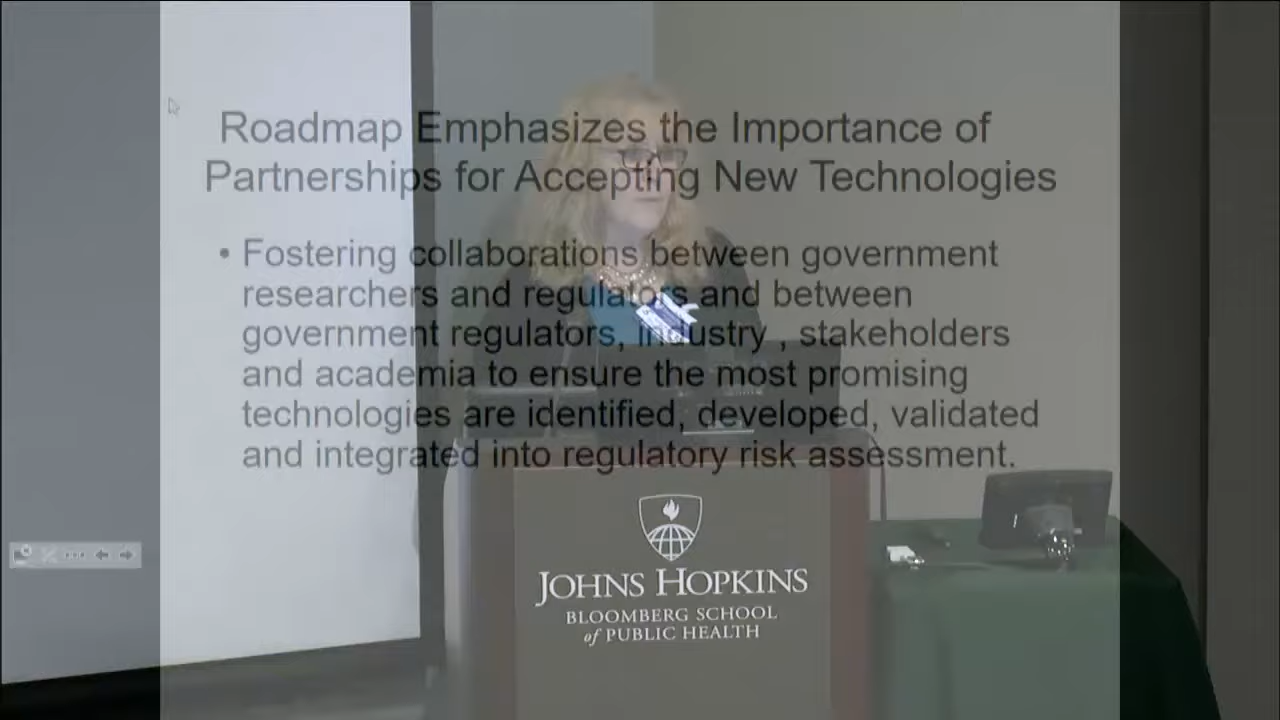 Roadmap Emphasizes the Importance of
Partnerships for Accepting New Technologies
• Fostering collaborations between government
researchers and regulators and between
government regulators, industry , stakeholders
and academia to ensure the most promising
technologies are identified, developed, validated
and integrated into regulatory risk assessment.
JOHNS HOPKINS
BLOOMBERG SCHOOL
of PUBLIC HEALTH